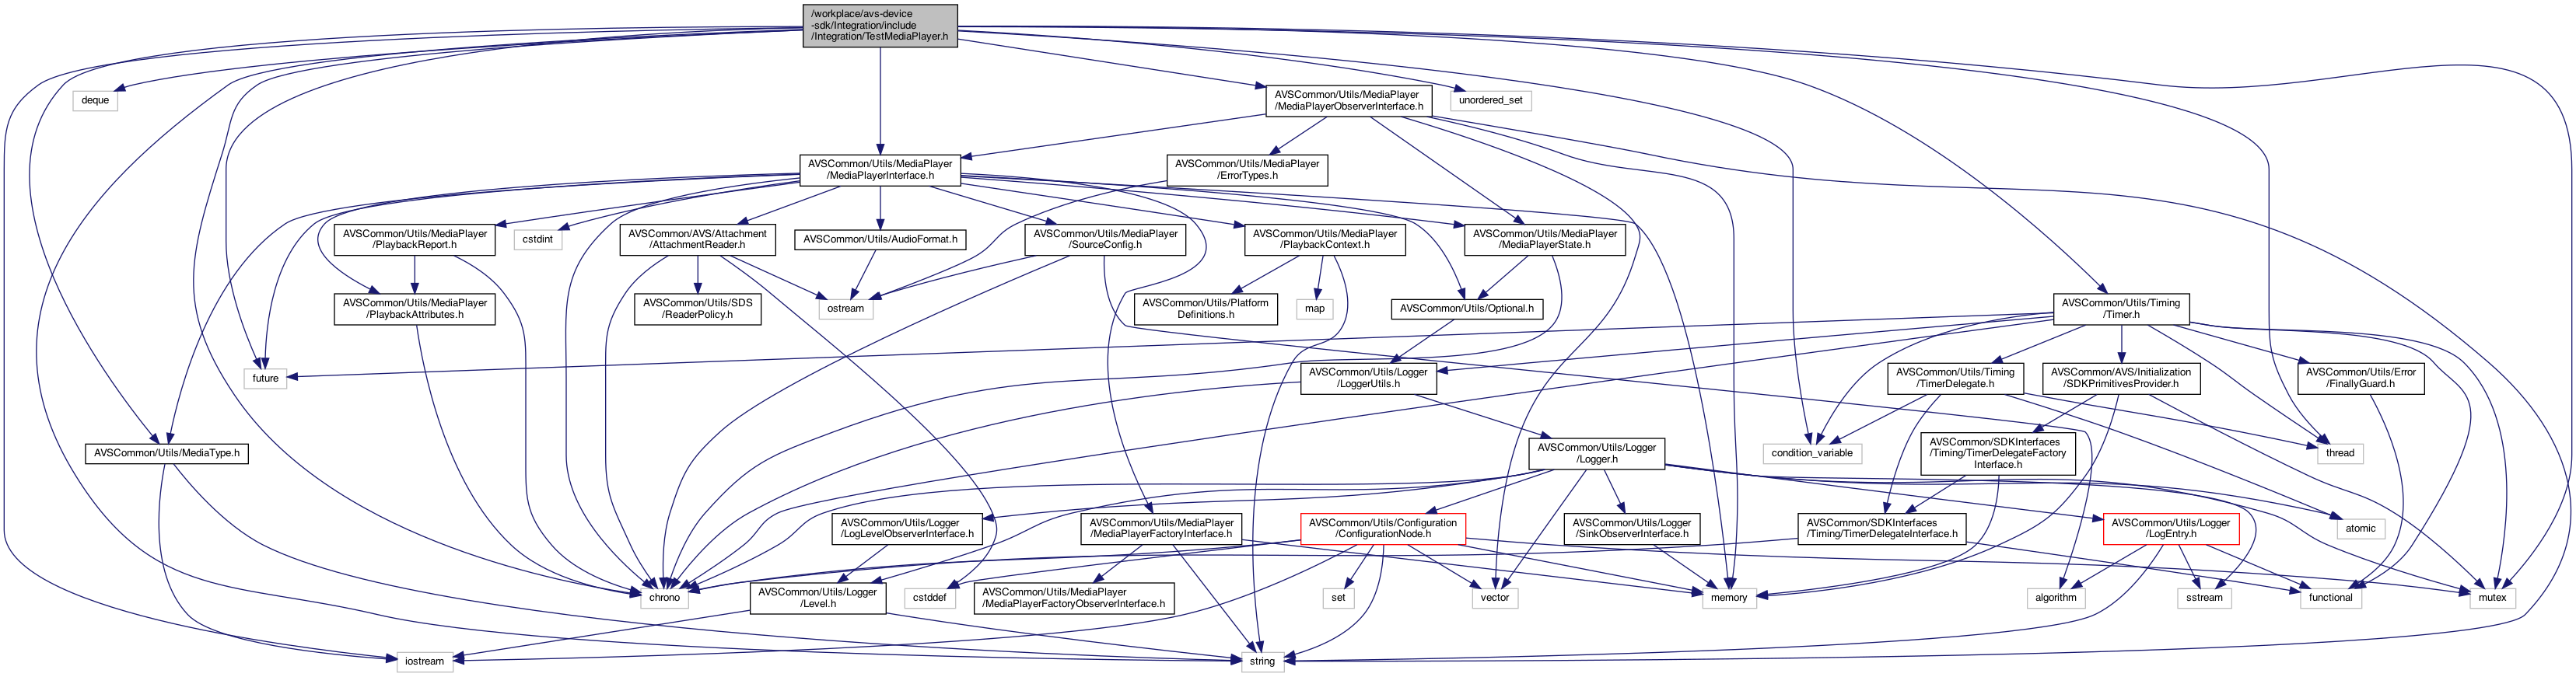 /workplace/avs-device
-sdk/Integration/include
/Integration/TestMediaPlayer.h
deque
AVSCommon/Utils/MediaPlayer
/MediaPlayerObserverInterface.h
unordered_set
AVSCommon/Utils/MediaPlayer
/MediaPlayerInterface.h
AVSCommon/Utils/MediaPlayer
/ErrorTypes.h
AVSCommon/Utils/MediaPlayer
/PlaybackReport.h
cstdint
AVSCommon/AVS/Attachment
/AttachmentReader.h
AVSCommon/Utils/AudioFormat.h
AVSCommon/Utils/MediaPlayer
/SourceConfig.h
AVSCommon/Utils/MediaPlayer
/PlaybackContext.h
AVSCommon/Utils/MediaPlayer
/MediaPlayerState.h
AVSCommon/Utils/MediaPlayer
/PlaybackAttributes.h
AVSCommon/Utils/SDS
/ReaderPolicy.h
ostream
AVSCommon/Utils/Platform
Definitions.h
map
AVSCommon/Utils/Optional.h
AVSCommon/Utils/Timing
/Timer.h
future
AVSCommon/Utils/Logger
/LoggerUtils.h
AVSCommon/Utils/Timing
/TimerDelegate.h
AVSCommon/AVS/Initialization
/SDKPrimitivesProvider.h
AVSCommon/Utils/Error
/FinallyGuard.h
AVSCommon/Utils/MediaType.h
AVSCommon/Utils/Logger
/Logger.h
condition_variable
AVSCommon/SDKInterfaces
/Timing/TimerDelegateFactory
Interface.h
thread
AVSCommon/Utils/Logger
/LogLevelObserverInterface.h
AVSCommon/Utils/MediaPlayer
/MediaPlayerFactoryInterface.h
AVSCommon/Utils/Configuration
/ConfigurationNode.h
AVSCommon/Utils/Logger
/SinkObserverInterface.h
AVSCommon/SDKInterfaces
/Timing/TimerDelegateInterface.h
AVSCommon/Utils/Logger
/LogEntry.h
atomic
chrono
AVSCommon/Utils/Logger
/Level.h
cstddef
AVSCommon/Utils/MediaPlayer
/MediaPlayerFactoryObserverInterface.h
set
vector
memory
algorithm
sstream
functional
mutex
iostream
string